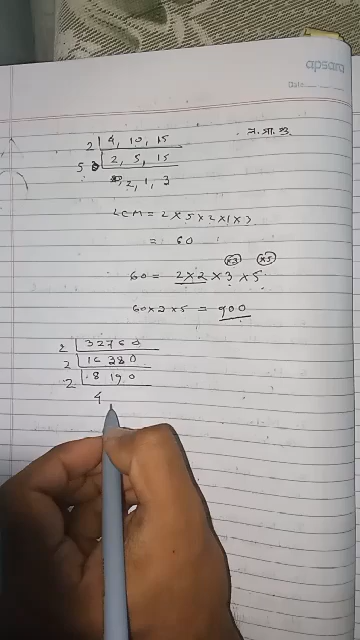 apsara
Date
2 | 4, 10, 15
ल.सा.अ
5 | 2, 5, 15
2, 1, 3
LCM = 2 × 5 × 2 × 1 × 3
= 60
×3 ×5
60 = 2 × 2 × 3 × 5
60 × 2 × 5 = 900
2 | 32760
2 | 16380
2 | 8190
4